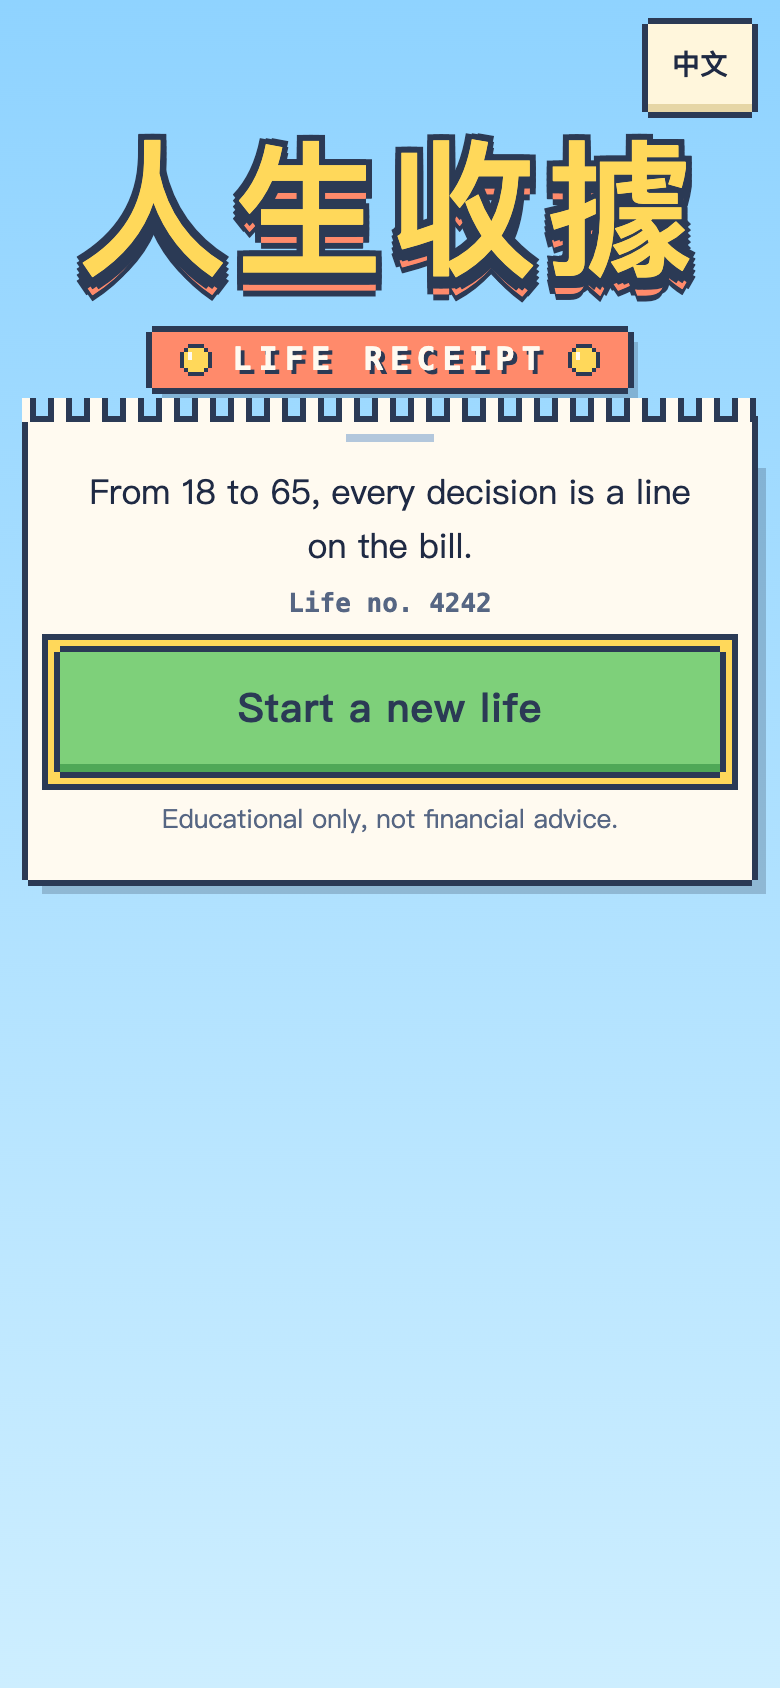 中文
人生收據
LIFE RECEIPT
From 18 to 65, every decision is a line
on the bill.
Life no. 4242
Start a new life
Educational only, not financial advice.